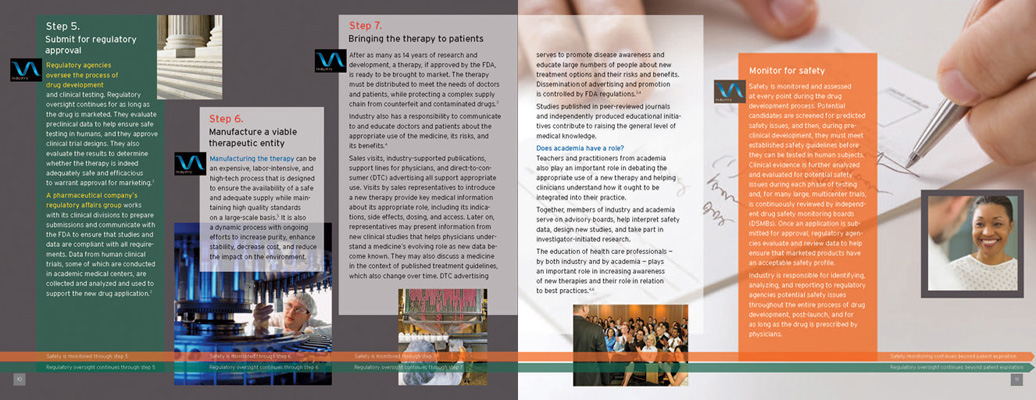 Step 5.
Submit for regulatory
approval
Regulatory agencies
oversee the process of
drug development
and clinical testing. Regulatory
oversight continues for as long as
the drug is marketed. They evaluate
preclinical data to help ensure safe
testing in humans, and they approve
clinical trial designs. They also
evaluate the results to determine
whether the therapy is indeed
adequately safe and efficacious
to warrant approval for marketing.
A pharmaceutical company's
regulatory affairs group works
with its clinical divisions to prepare
submissions and communicate with
the FDA to ensure that studies and
data are compliant with all require-
ments. Data from human clinical
trials, some of which are conducted
in academic medical centers, are
collected and analyzed and used to
support the new drug application.
Step 6.
Manufacture a viable
therapeutic entity
Manufacturing the therapy can be
an expensive, labor-intensive, and
high-tech process that is designed
to ensure the availability of a safe
and adequate supply while main-
taining high quality standards
on a large-scale basis. It is also
a dynamic process with ongoing
efforts to increase purity, enhance
stability, decrease cost, and reduce
the impact on the environment.
Step 7.
Bringing the therapy to patients
After as many as 14 years of research and
development, a therapy, if approved by the FDA,
is ready to be brought to market. The therapy
must be distributed to meet the needs of doctors
and patients, while protecting a complex supply
chain from counterfeit and contaminated drugs.
Industry also has a responsibility to communicate
to and educate doctors and patients about the
appropriate use of the medicine, its risks, and
its benefits.
Sales visits, industry-supported publications,
support lines for physicians, and direct-to-con-
sumer (DTC) advertising all support appropriate
use. Visits by sales representatives to introduce
a new therapy provide key medical information
about its appropriate role, including its indica-
tions, side effects, dosing, and access. Later on,
representatives may present information from
new clinical studies that helps physicians under-
stand a medicine's evolving role as new data be-
come known. They may also discuss a medicine
in the context of published treatment guidelines,
which also change over time. DTC advertising
serves to promote disease awareness and
educate large numbers of people about new
treatment options and their risks and benefits.
Dissemination of advertising and promotion
is controlled by FDA regulations.
Studies published in peer-reviewed journals
and independently produced educational initia-
tives contribute to raising the general level of
medical knowledge.
Does academia have a role?
Teachers and practitioners from academia
also play an important role in debating the
appropriate use of a new therapy and helping
clinicians understand how it ought to be
integrated into their practice.
Together, members of industry and academia
serve on advisory boards, help interpret safety
data, design new studies, and take part in
investigator-initiated research.
The education of health care professionals –
by both industry and by academia – plays
an important role in increasing awareness
of new therapies and their role in relation
to best practices.
Monitor for safety
Safety is monitored and assessed
at every point during the drug
development process. Potential
candidates are screened for predicted
safety issues, and then, during pre-
clinical development, they must meet
established safety guidelines before
they can be tested in human subjects.
Clinical evidence is further analyzed
and evaluated for potential safety
issues during each phase of testing
and, for many large, multicenter trials,
is continuously reviewed by independ-
ent drug safety monitoring boards
(DSMBs). Once an application is sub-
mitted for approval, regulatory agen-
cies evaluate and review data to help
ensure that marketed products have
an acceptable safety profile.
Industry is responsible for identifying,
analyzing, and reporting to regulatory
agencies potential safety issues
throughout the entire process of drug
development, post-launch, and for
as long as the drug is prescribed by
physicians.
Safety is monitored through step 5
Safety is monitored through step 6
Safety is monitored through step 7
Safety monitoring continues beyond patent expiration
Regulatory oversight continues through step 5
Regulatory oversight continues through step 6
Regulatory oversight continues through step 7
Regulatory oversight continues beyond patent expiration
10